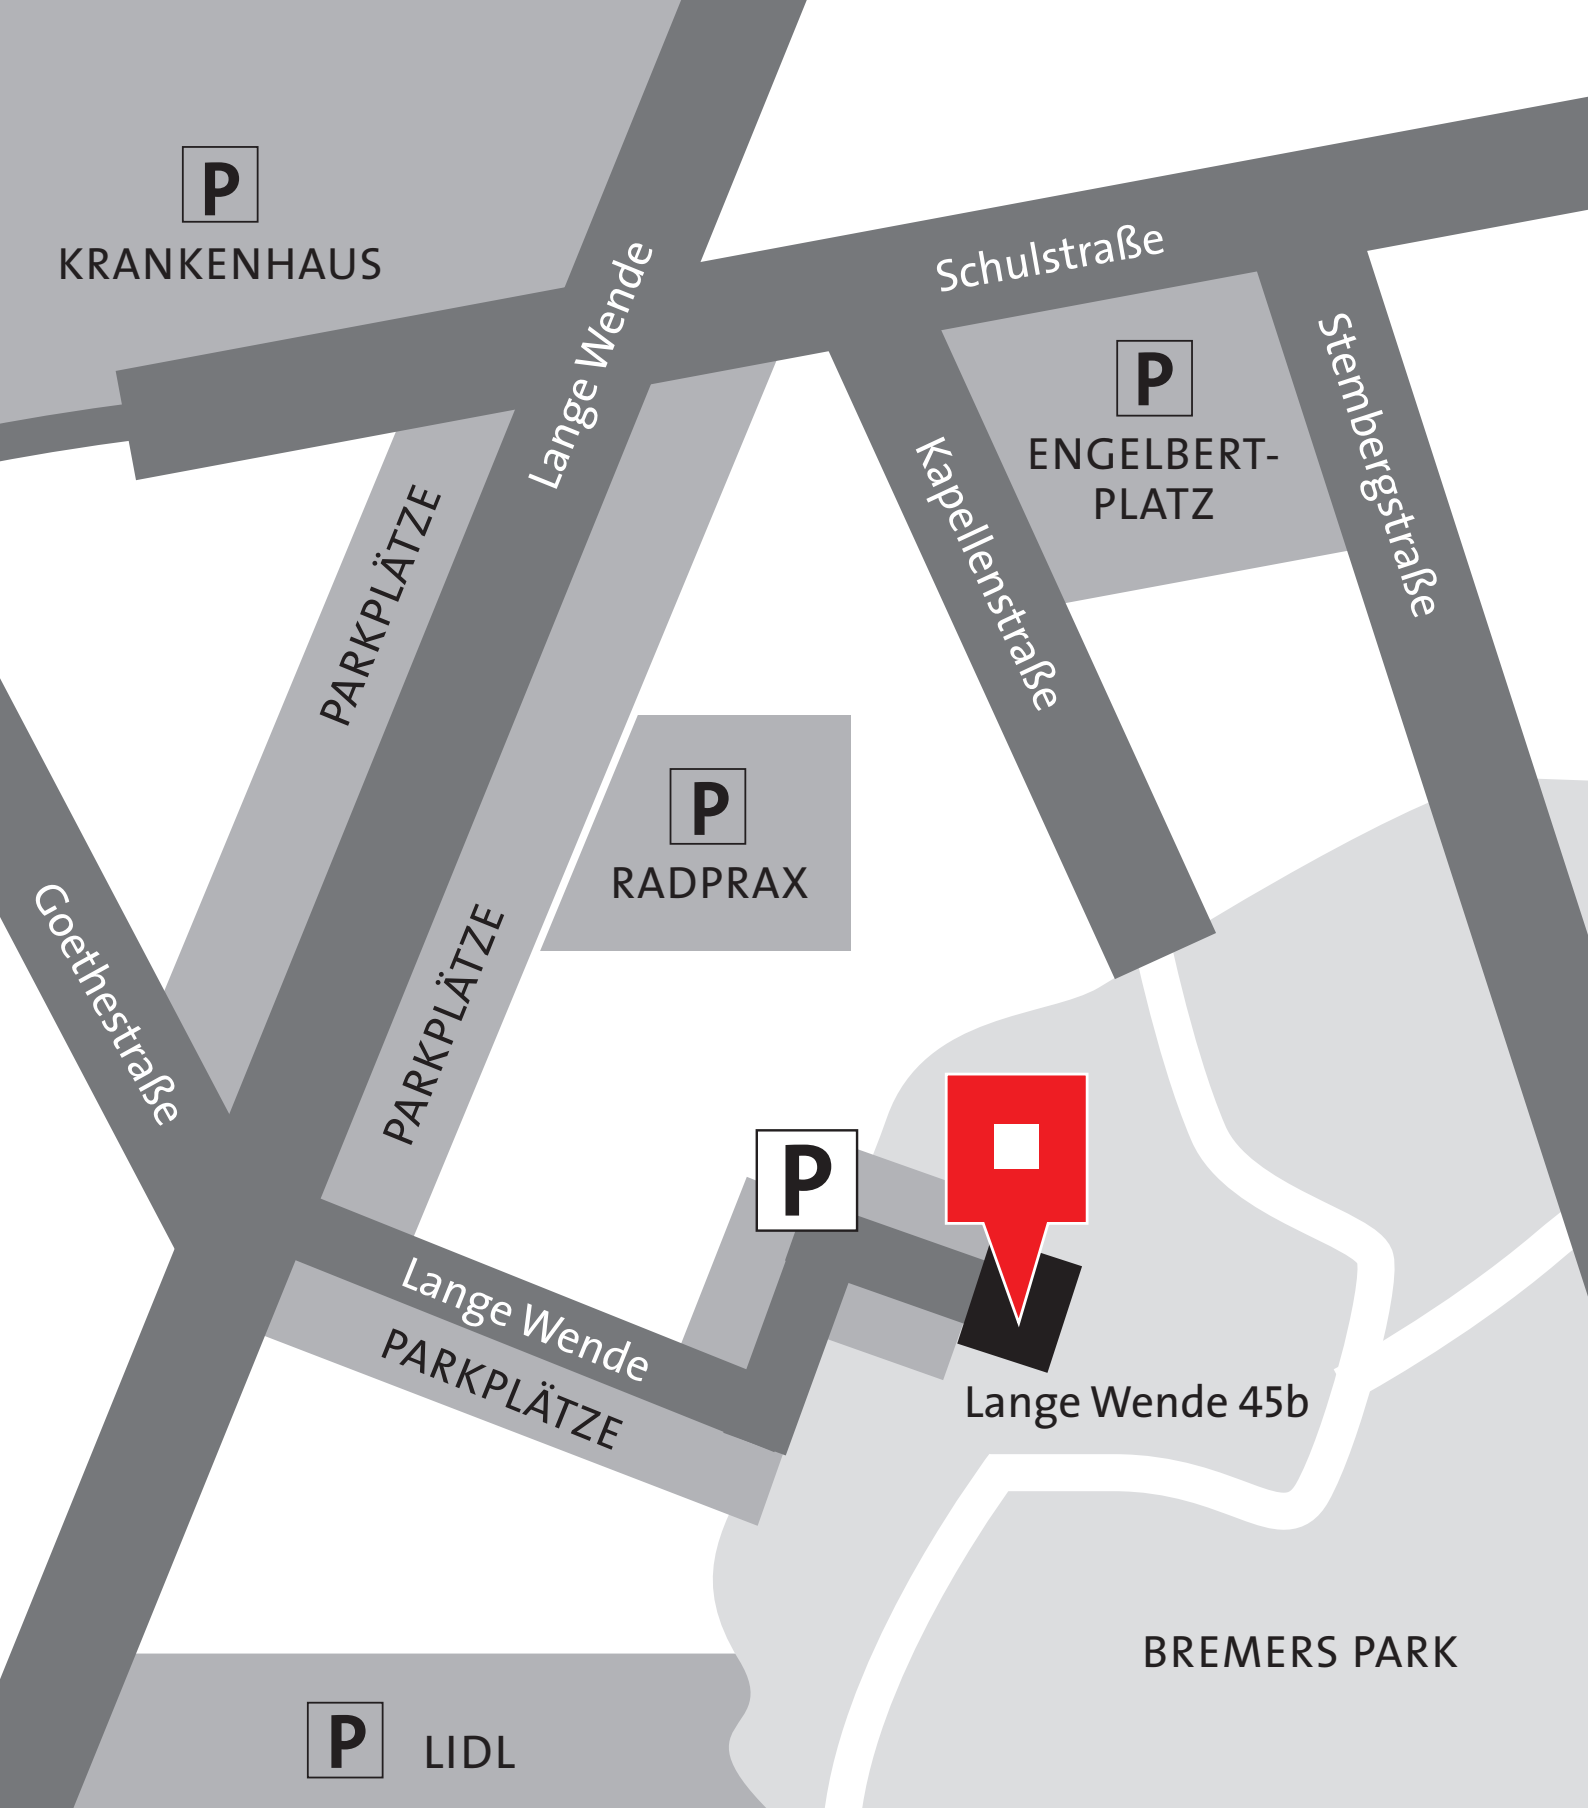 P
KRANKENHAUS
Lange Wende
Schulstraße
P
ENGELBERT-
PLATZ
Stembergstraße
Kapellenstraße
PARKPLÄTZE
P
RADPRAX
Goethestraße
PARKPLÄTZE
P
Lange Wende
PARKPLÄTZE
Lange Wende 45b
BREMERS PARK
P
LIDL